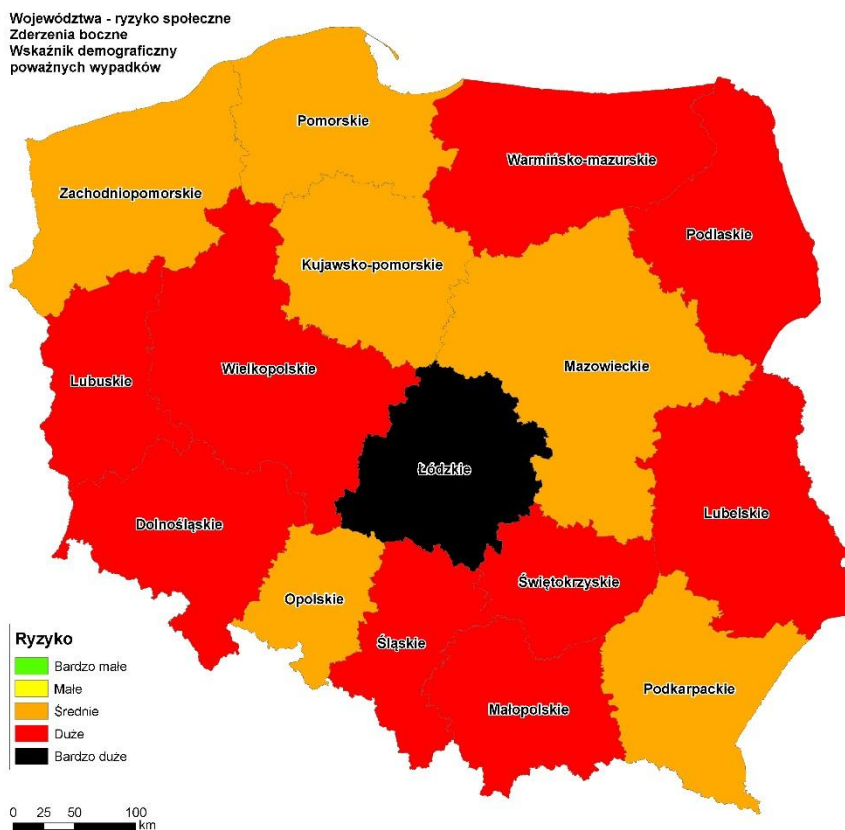 Województwa - ryzyko społeczne
Zderzenia boczne
Wskaźnik demograficzny
poważnych wypadków
Pomorskie
Warmińsko-mazurskie
Zachodniopomorskie
Podlaskie
Kujawsko-pomorskie
Mazowieckie
Wielkopolskie
Lubuskie
Łódzkie
Lubelskie
Dolnośląskie
Świętokrzyskie
Opolskie
Śląskie
Podkarpackie
Małopolskie
Ryzyko
Bardzo małe
Małe
Średnie
Duże
Bardzo duże
0 25 50 100
km